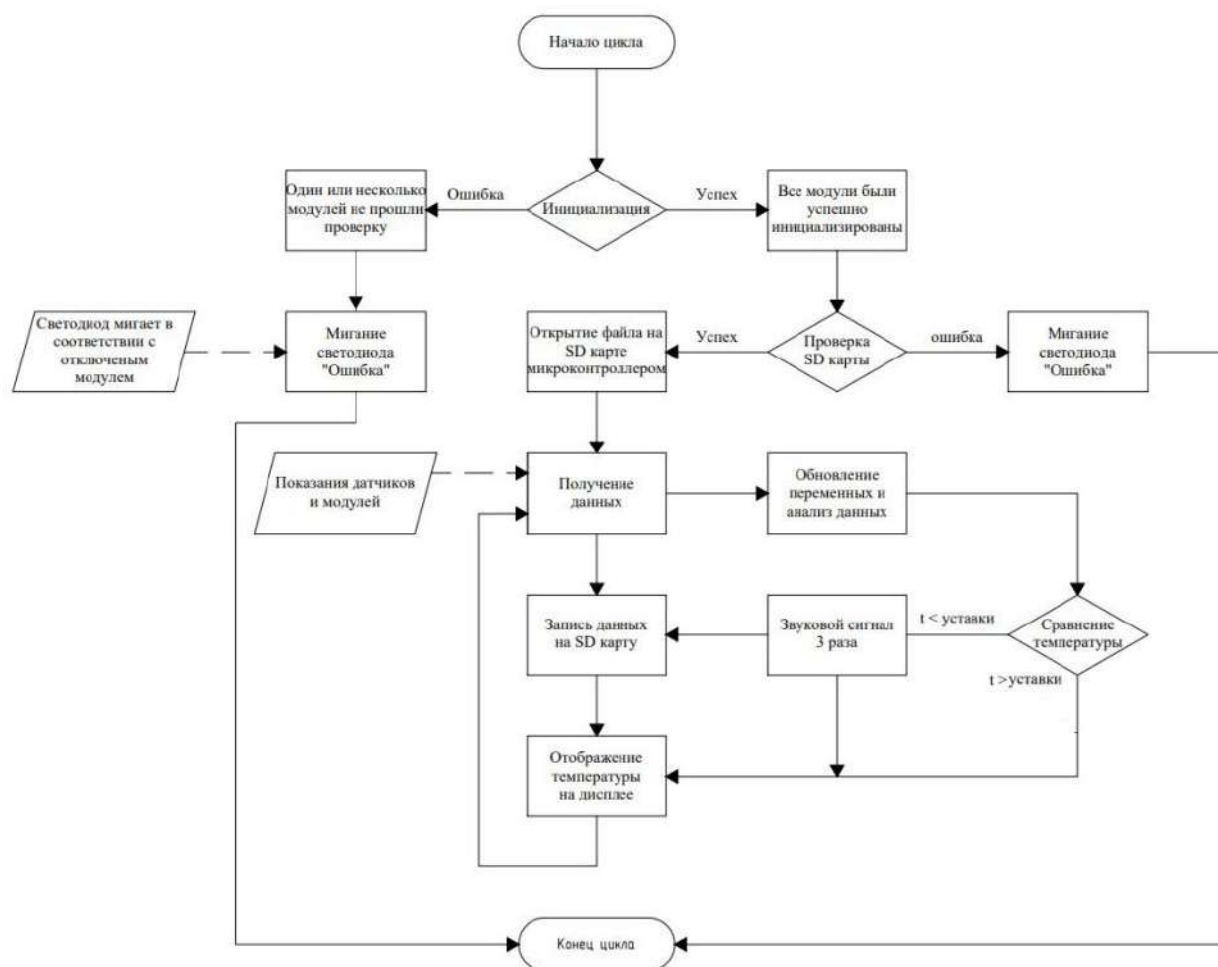 Начало цикла
Один или несколько
модулей не прошли
проверку
Ошибка
Инициализация
Успех
Все модули были
успешно
инициализированы
Светодиод мигает в
соответствии с
отключеным
модулем
Мигание
светодиода
"Ошибка"
Открытие файла на
SD карте
микроконтроллером
Успех
Проверка
SD карты
ошибка
Мигание
светодиода
"Ошибка"
Показания датчиков
и модулей
Получение
данных
Обновление
переменных и
анализ данных
Запись данных
на SD карту
Звуковой сигнал
3 раза
t < уставки
Сравнение
температуры
t >уставки
Отображение
температуры
на дисплее
Конец цикла